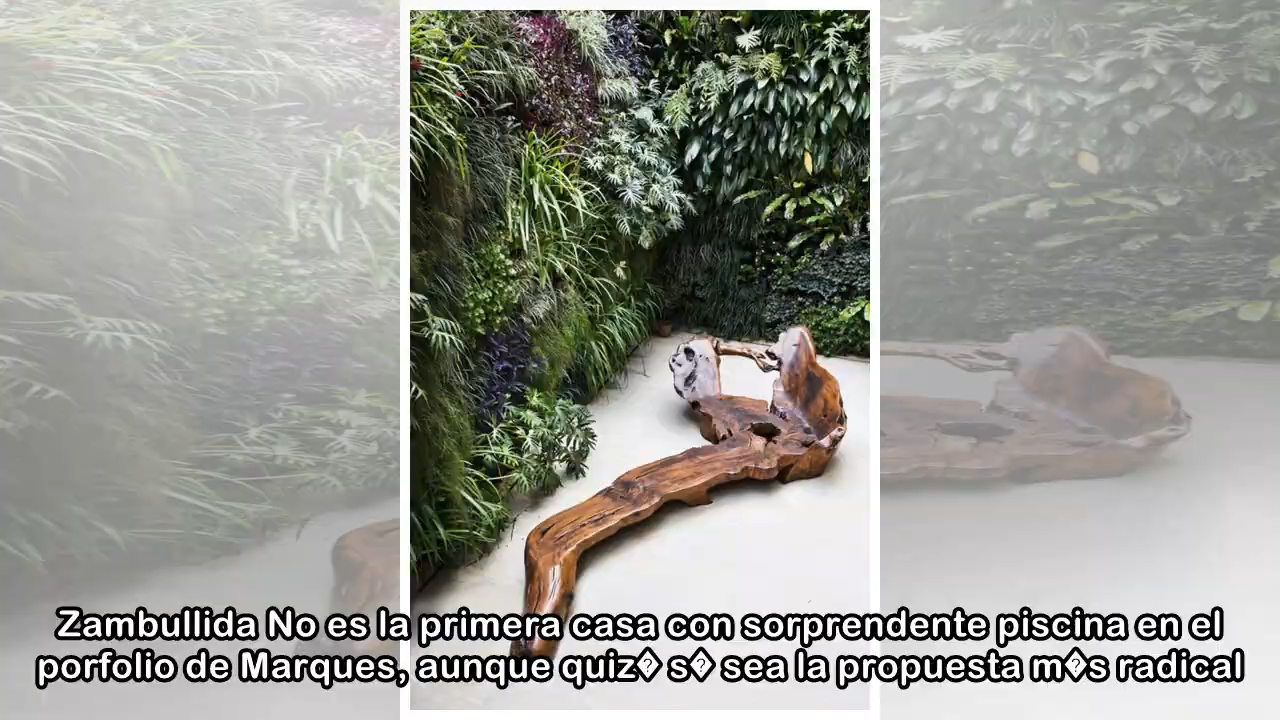 Zambullida No es la primera casa con sorprendente piscina en el
porfolio de Marques, aunque quiz� s� sea la propuesta m�s radical